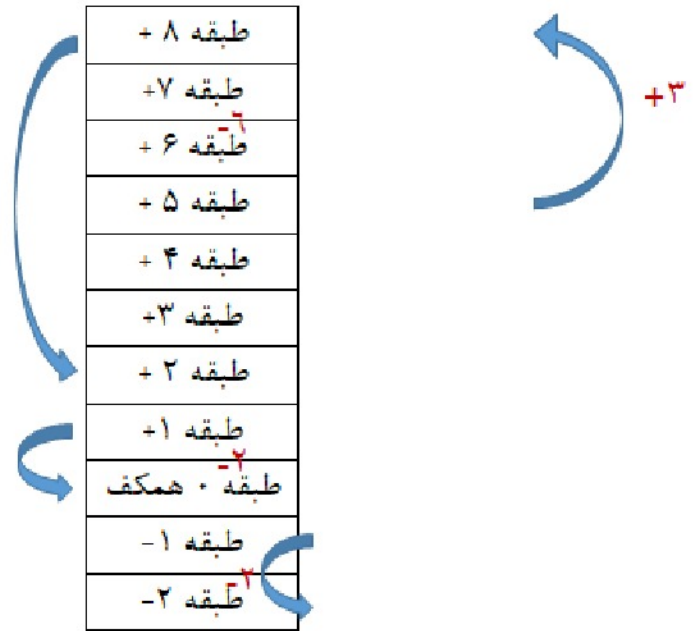 طبقه ۸ +
طبقه ۷+
+۳
-۶
طبقه ۶ +
طبقه ۵ +
طبقه ۴ +
طبقه ۳+
طبقه ۲ +
طبقه ۱+
-۲
طبقه ۰ همکف
طبقه ۱-
-۲
طبقه ۲-